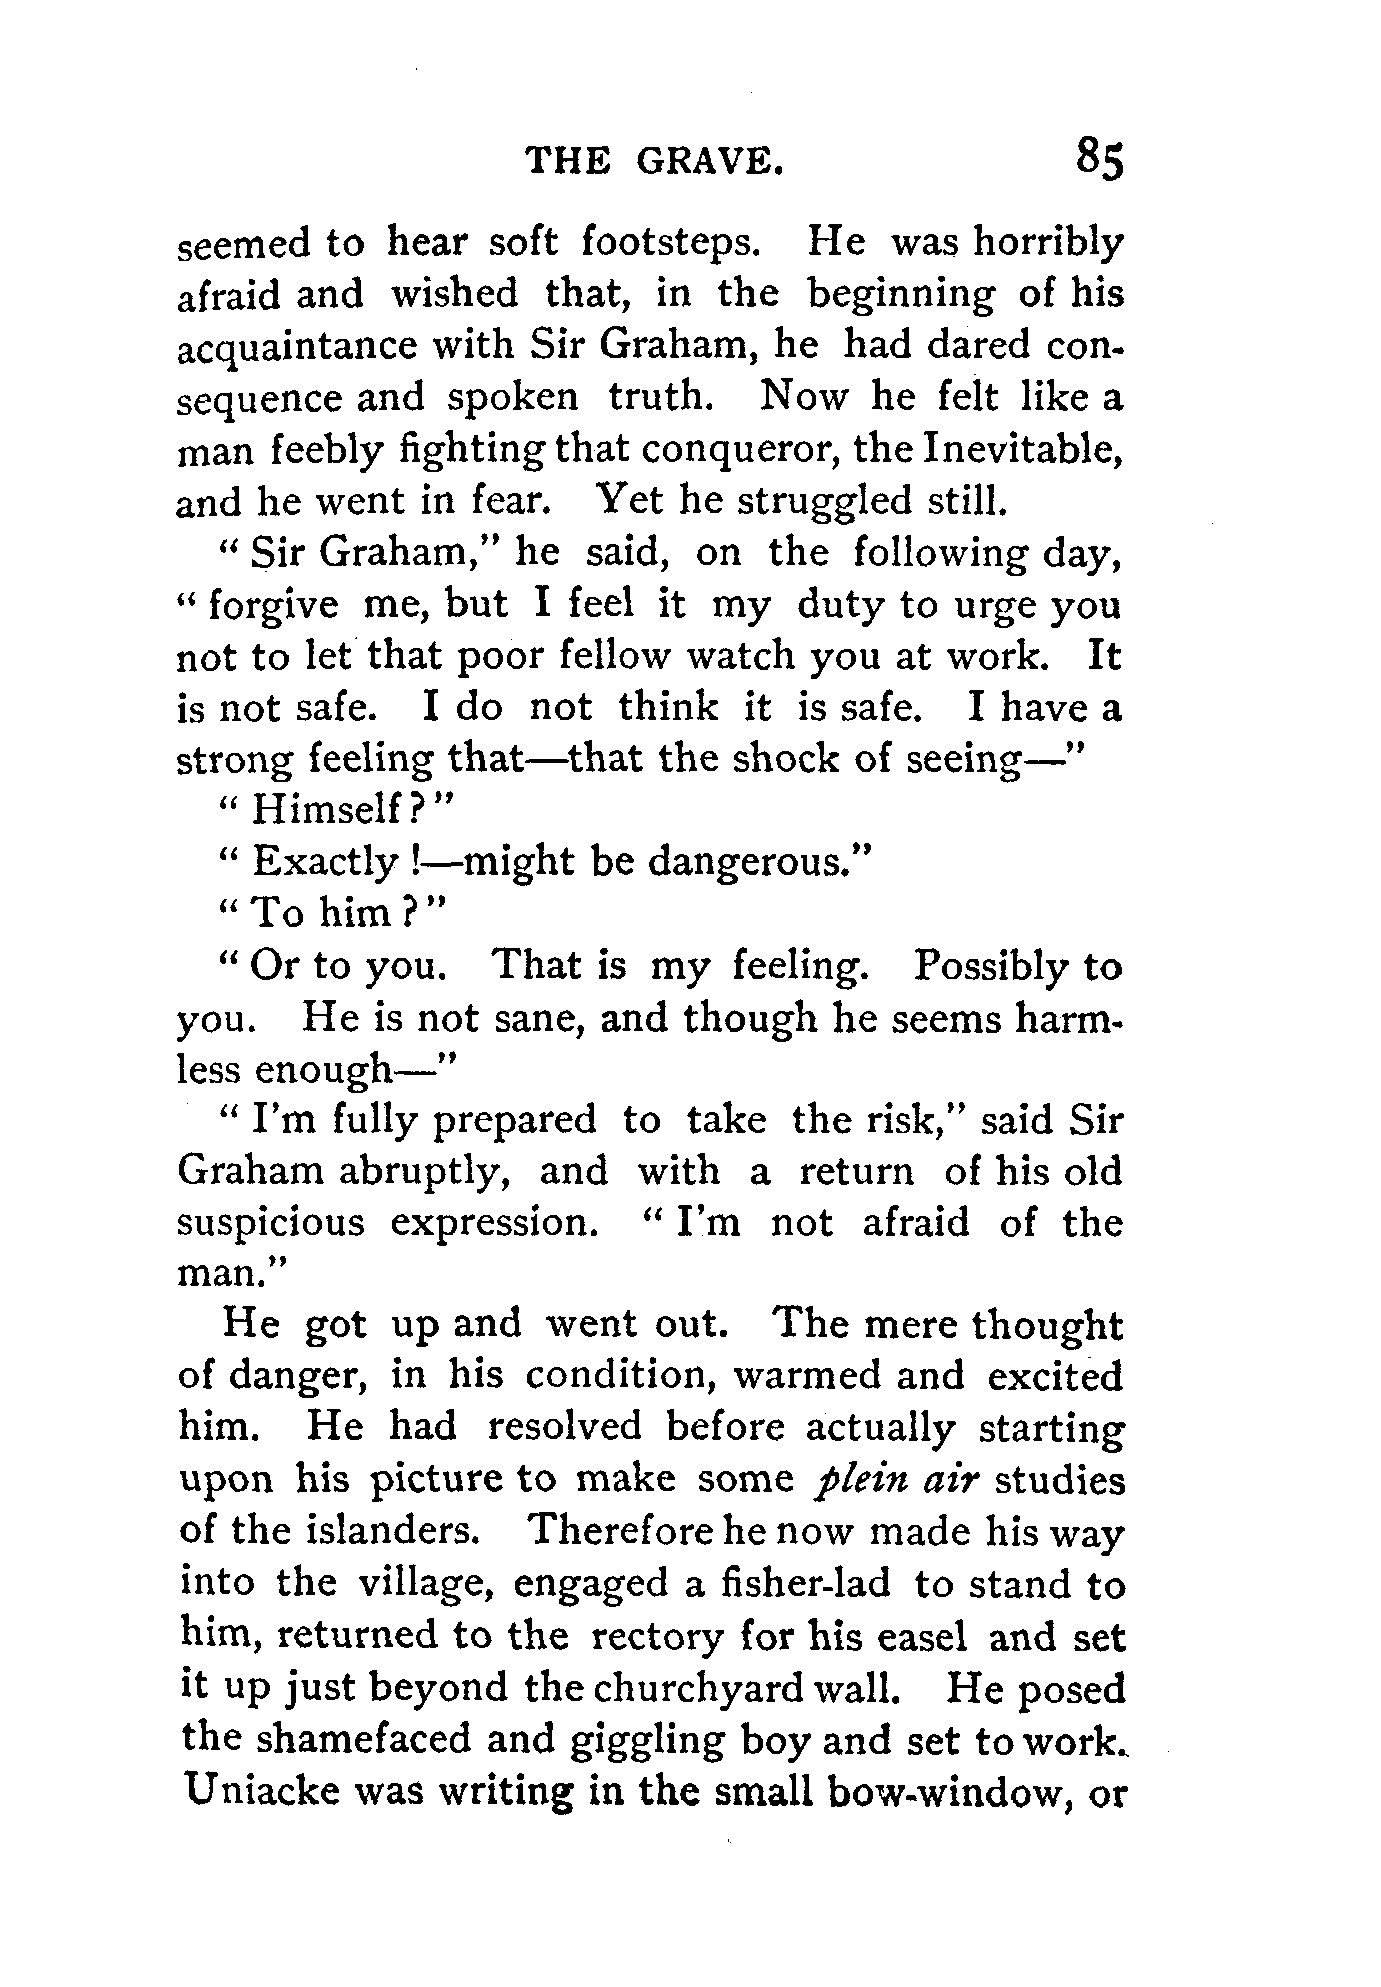 THE GRAVE. 85
seemed to hear soft footsteps. He was horribly
afraid and wished that, in the beginning of his
acquaintance with Sir Graham, he had dared con-
sequence and spoken truth. Now he felt like a
man feebly fighting that conqueror, the Inevitable,
and he went in fear. Yet he struggled still.
“ Sir Graham,” he said, on the following day,
“ forgive me, but I feel it my duty to urge you
not to let that poor fellow watch you at work. It
is not safe. I do not think it is safe. I have a
strong feeling that—that the shock of seeing—”
“ Himself ? ”
“ Exactly !—might be dangerous.”
“ To him ? ”
“ Or to you. That is my feeling. Possibly to
you. He is not sane, and though he seems harm-
less enough—”
“ I’m fully prepared to take the risk,” said Sir
Graham abruptly, and with a return of his old
suspicious expression. “ I’m not afraid of the
man.”
He got up and went out. The mere thought
of danger, in his condition, warmed and excited
him. He had resolved before actually starting
upon his picture to make some plein air studies
of the islanders. Therefore he now made his way
into the village, engaged a fisher-lad to stand to
him, returned to the rectory for his easel and set
it up just beyond the churchyard wall. He posed
the shamefaced and giggling boy and set to work.
Uniacke was writing in the small bow-window, or